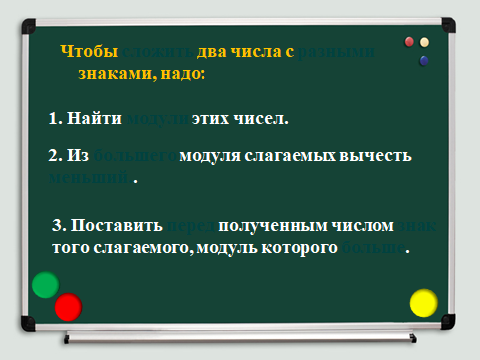 Чтобы сложить два числа с разными
знаками, надо:
1. Найти модули этих чисел.
2. Из большего модуля слагаемых вычесть
меньший .
3. Поставить перед полученным числом знак
того слагаемого, модуль которого больше .